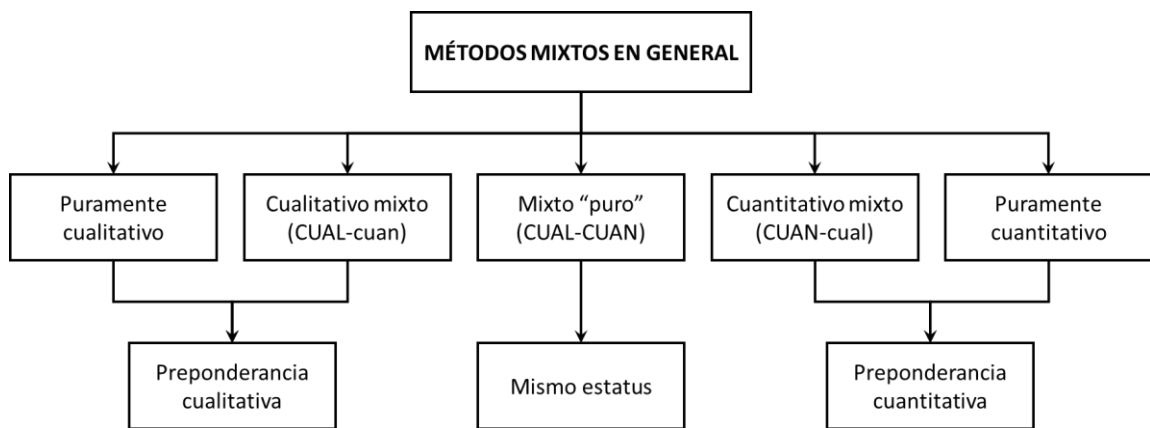 MÉTODOS MIXTOS EN GENERAL
Puramente
cualitativo
Cualitativo mixto
(CUAL-cuan)
Mixto “puro”
(CUAL-CUAN)
Cuantitativo mixto
(CUAN-cual)
Puramente
cuantitativo
Preponderancia
cualitativa
Mismo estatus
Preponderancia
cuantitativa